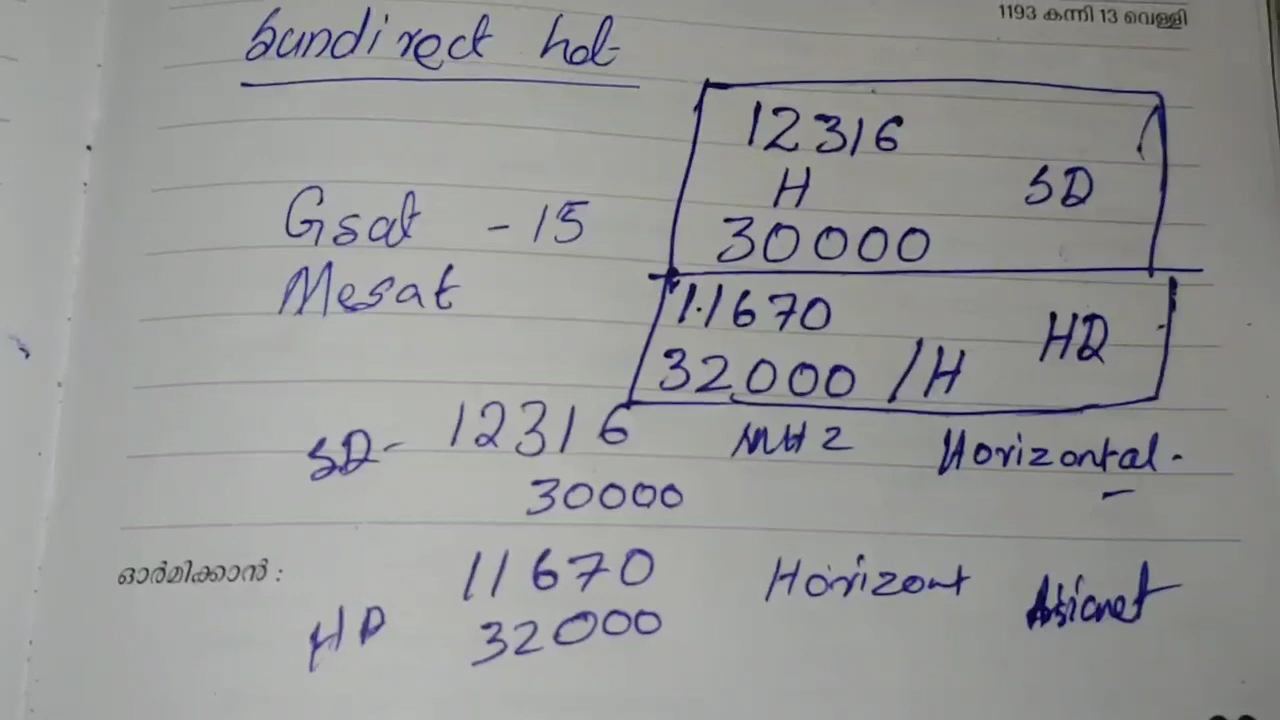 1193 കന്നി 13 വെള്ളി
Sundirect hd
12316
H SD
30000
Gsat - 15
Mesat
11670 HD
32000 / H
SD - 12316 MHz Horizontal -
30000
ഓർമിക്കാൻ :
11670 Horizont Asianet
HD 32000